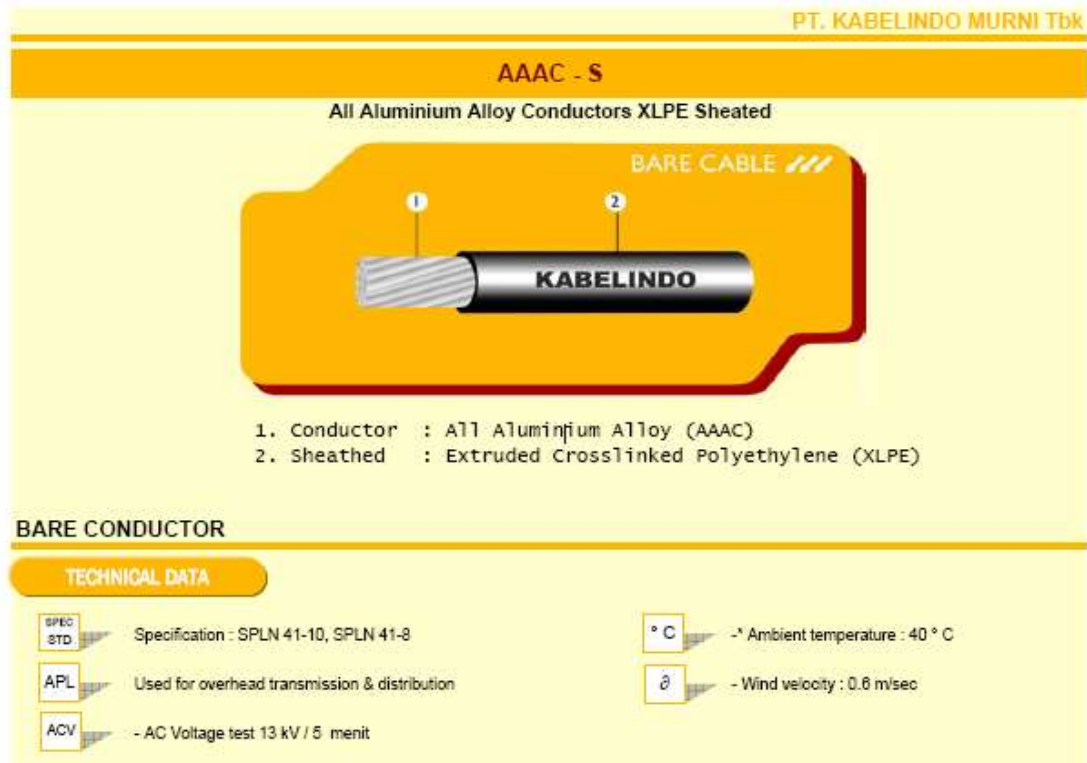 PT. KABELINDO MURNI Tbk
AAAC - S
All Aluminium Alloy Conductors XLPE Sheated
BARE CABLE
1 2
KABELINDO
1. Conductor : All Aluminium Alloy (AAAC)
2. Sheathed : Extruded Crosslinked Polyethylene (XLPE)
BARE CONDUCTOR
TECHNICAL DATA
SPEC STD Specification : SPLN 41-10, SPLN 41-8
° C -* Ambient temperature : 40 ° C
APL Used for overhead transmission & distribution
∂ - Wind velocity : 0.6 m/sec
ACV - AC Voltage test 13 kV / 5 menit